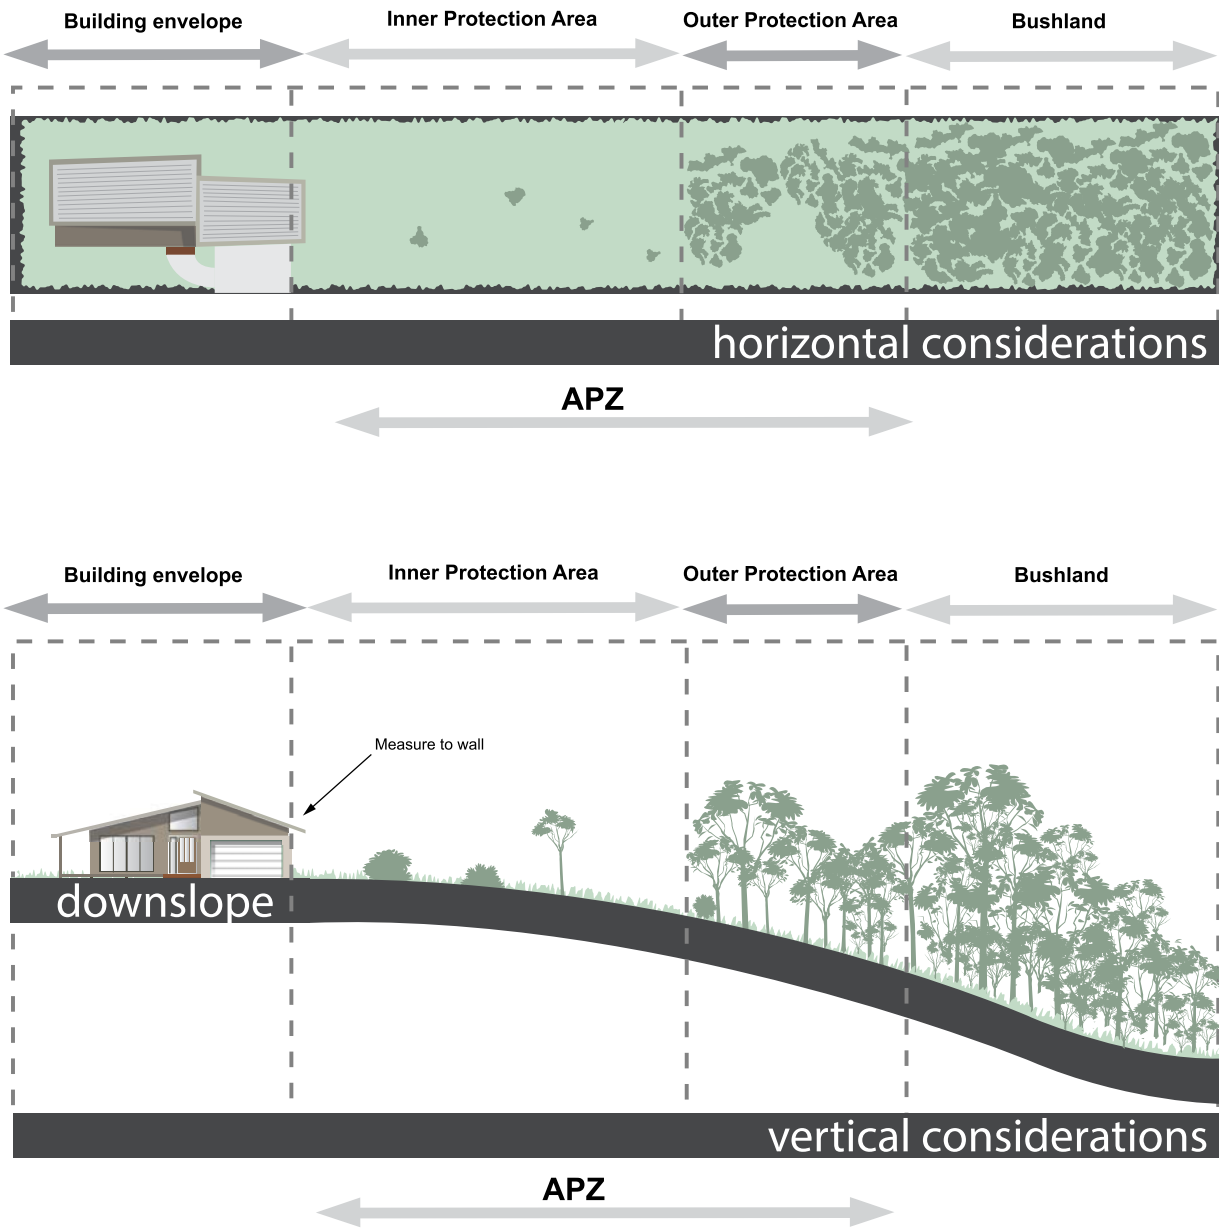 Building envelope
Inner Protection Area
Outer Protection Area
Bushland
horizontal considerations
APZ
Building envelope
Inner Protection Area
Outer Protection Area
Bushland
Measure to wall
downslope
vertical considerations
APZ